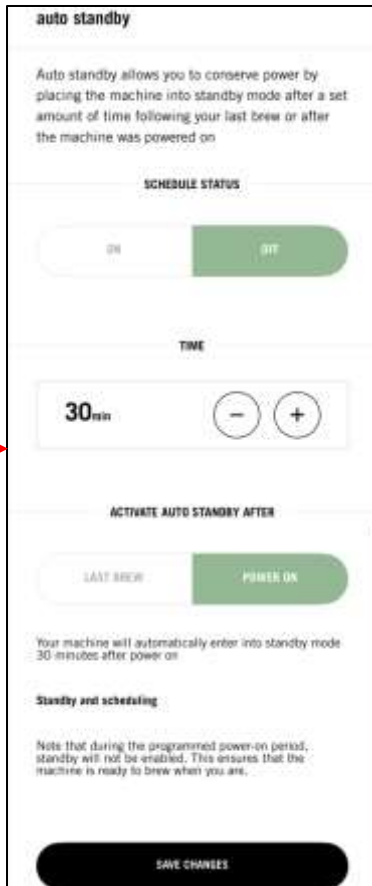 auto standby
Auto standby allows you to conserve power by
placing the machine into standby mode after a set
amount of time following your last brew or after
the machine was powered on
SCHEDULE STATUS
ON OFF
TIME
30min − +
ACTIVATE AUTO STANDBY AFTER
LAST BREW POWER ON
Your machine will automatically enter into standby mode
30 minutes after power on
Standby and scheduling
Note that during the programmed power-on period,
standby will not be enabled. This ensures that the
machine is ready to brew when you are.
SAVE CHANGES